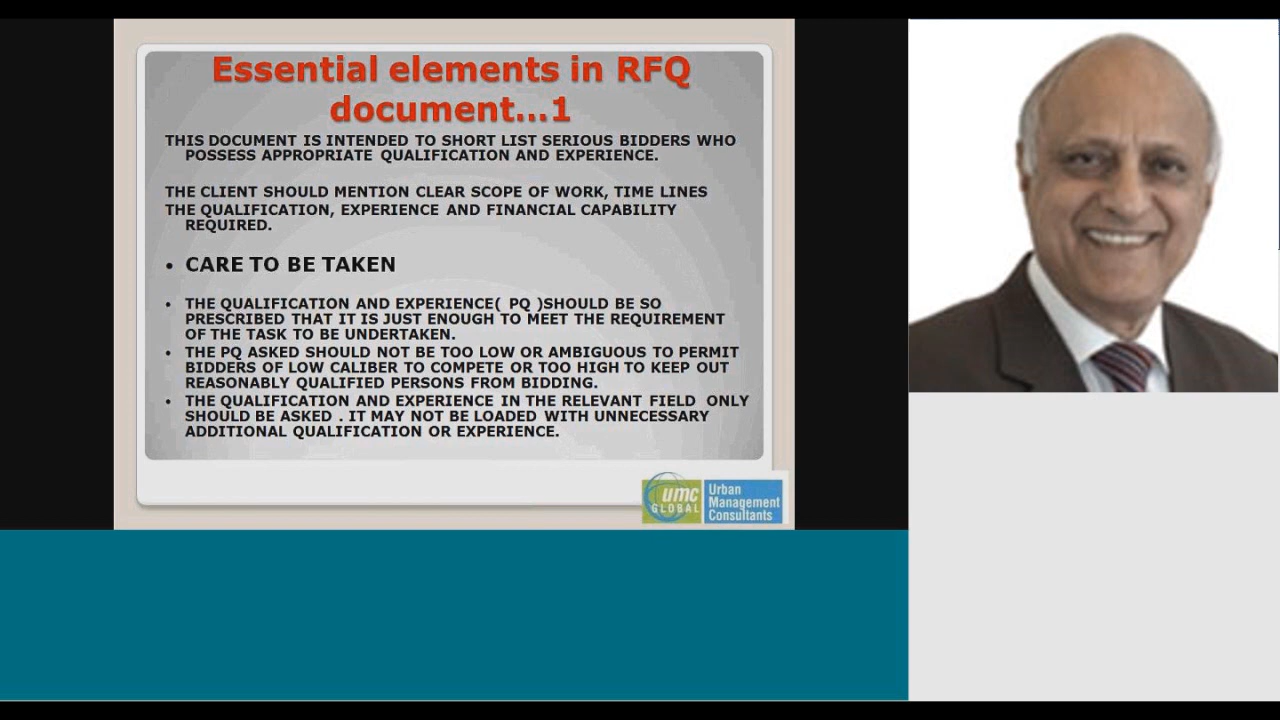 Essential elements in RFQ
document...1
THIS DOCUMENT IS INTENDED TO SHORT LIST SERIOUS BIDDERS WHO
POSSESS APPROPRIATE QUALIFICATION AND EXPERIENCE.
THE CLIENT SHOULD MENTION CLEAR SCOPE OF WORK, TIME LINES
THE QUALIFICATION, EXPERIENCE AND FINANCIAL CAPABILITY
REQUIRED.
• CARE TO BE TAKEN
• THE QUALIFICATION AND EXPERIENCE( PQ )SHOULD BE SO
PRESCRIBED THAT IT IS JUST ENOUGH TO MEET THE REQUIREMENT
OF THE TASK TO BE UNDERTAKEN.
• THE PQ ASKED SHOULD NOT BE TOO LOW OR AMBIGUOUS TO PERMIT
BIDDERS OF LOW CALIBER TO COMPETE OR TOO HIGH TO KEEP OUT
REASONABLY QUALIFIED PERSONS FROM BIDDING.
• THE QUALIFICATION AND EXPERIENCE IN THE RELEVANT FIELD ONLY
SHOULD BE ASKED . IT MAY NOT BE LOADED WITH UNNECESSARY
ADDITIONAL QUALIFICATION OR EXPERIENCE.
umc
GLOBAL
Urban
Management
Consultants